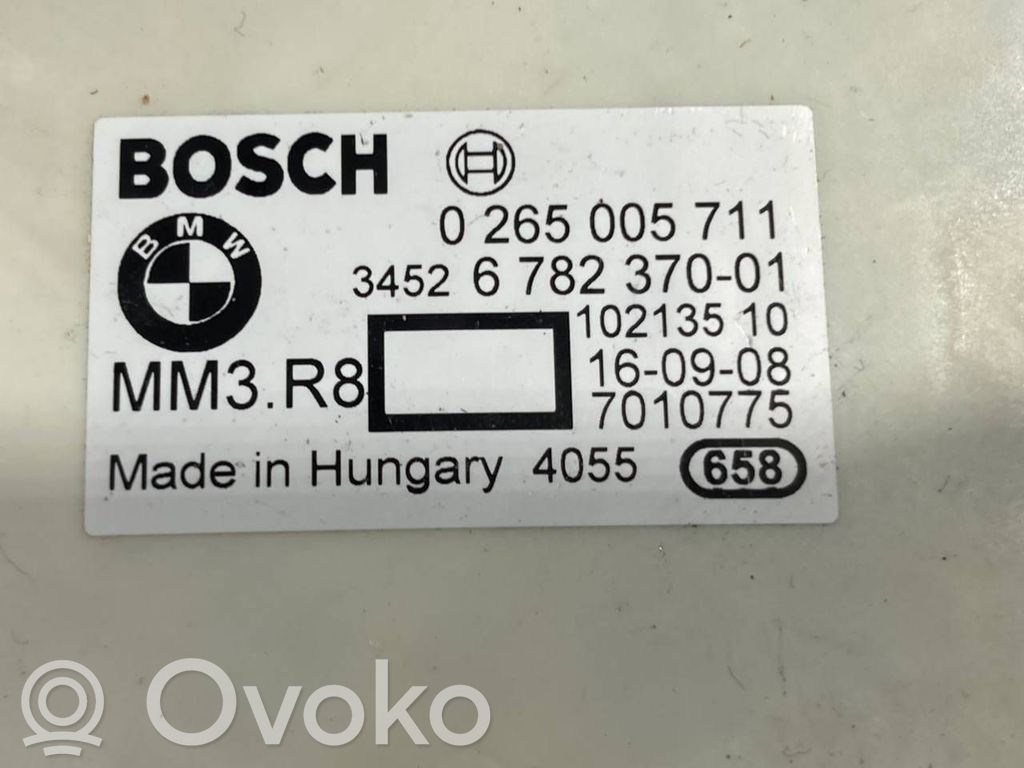 BOSCH
0 265 005 711
BMW
3452 6 782 370-01
102135 10
MM3.R8
16-09-08
7010775
Made in Hungary 4055 658
Ovoko